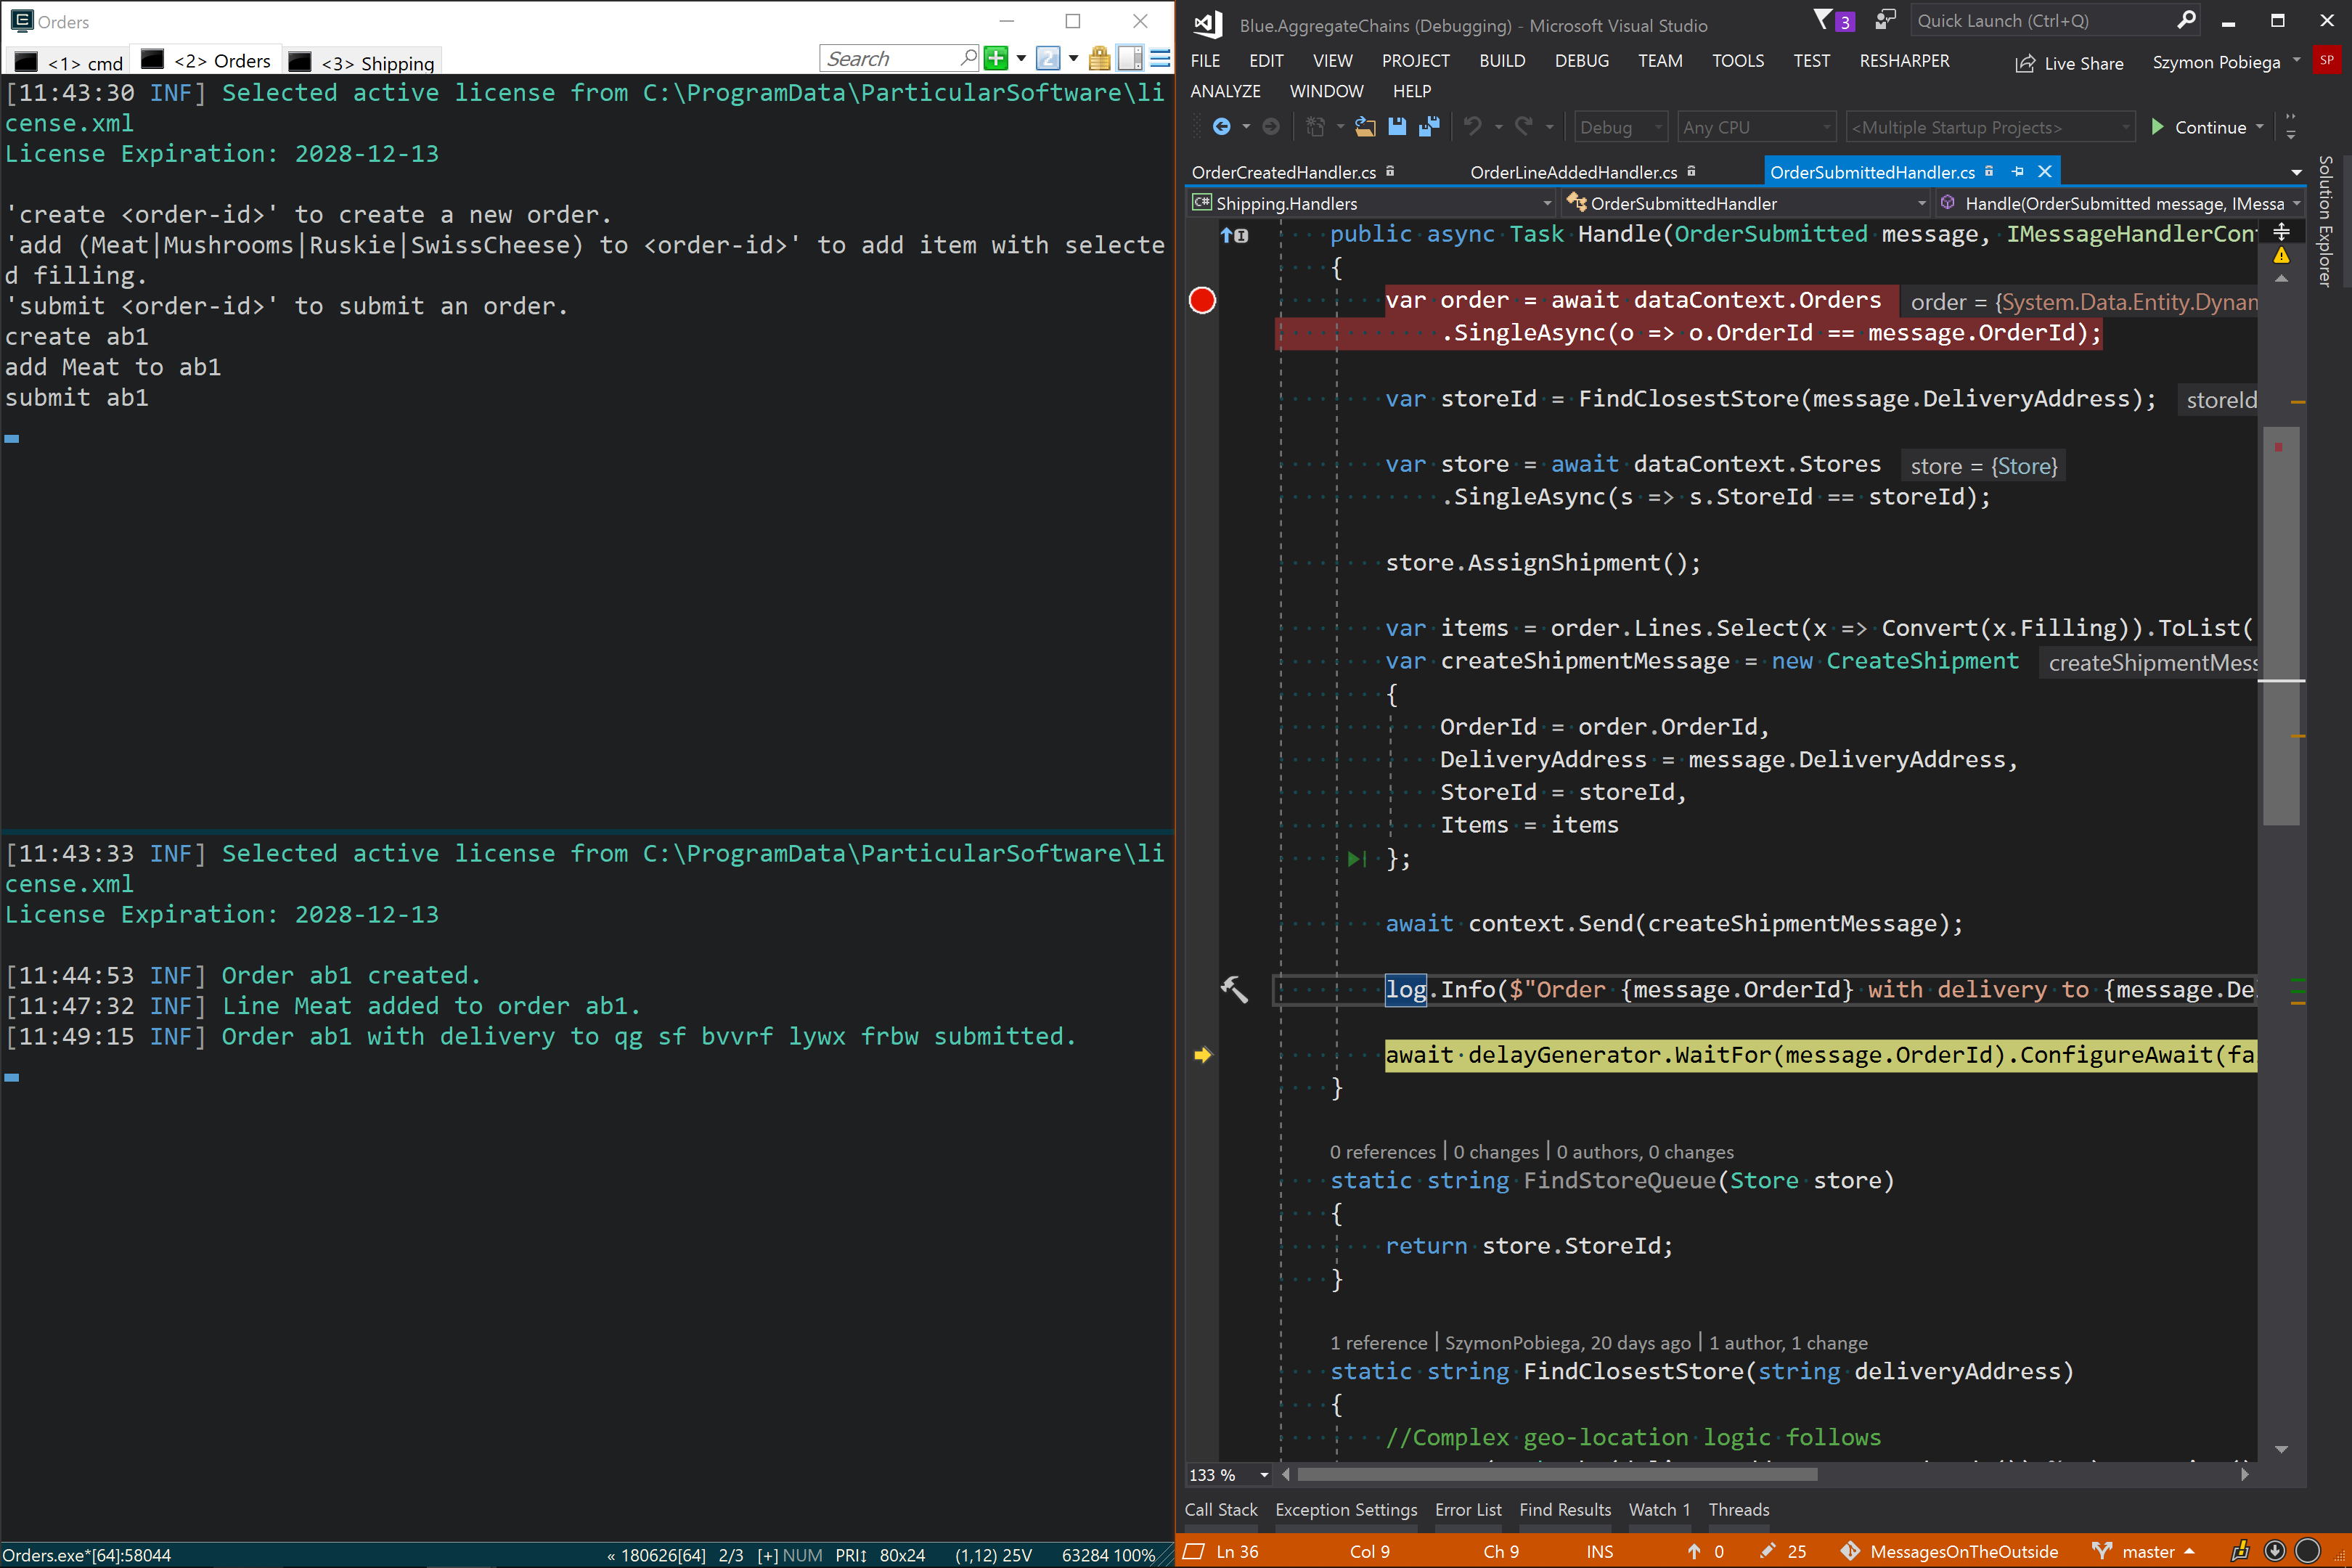 Orders
<1> cmd
<2> Orders
<3> Shipping
Search
2
[11:43:30 INF] Selected active license from C:\ProgramData\ParticularSoftware\li
cense.xml
License Expiration: 2028-12-13
'create <order-id>' to create a new order.
'add (Meat|Mushrooms|Ruskie|SwissCheese) to <order-id>' to add item with selecte
d filling.
'submit <order-id>' to submit an order.
create ab1
add Meat to ab1
submit ab1
[11:43:33 INF] Selected active license from C:\ProgramData\ParticularSoftware\li
cense.xml
License Expiration: 2028-12-13
[11:44:53 INF] Order ab1 created.
[11:47:32 INF] Line Meat added to order ab1.
[11:49:15 INF] Order ab1 with delivery to qg sf bvvrf lywx frbw submitted.
Orders.exe*[64]:58044
« 180626[64] 2/3 [+] NUM PRI↕ 80x24 (1,12) 25V 63284 100%
Blue.AggregateChains (Debugging) - Microsoft Visual Studio
3
Quick Launch (Ctrl+Q)
FILE EDIT VIEW PROJECT BUILD DEBUG TEAM TOOLS TEST RESHARPER
Live Share
Szymon Pobiega
SP
ANALYZE WINDOW HELP
Debug
Any CPU
<Multiple Startup Projects>
Continue
OrderCreatedHandler.cs
OrderLineAddedHandler.cs
OrderSubmittedHandler.cs
Solution Explorer
C# Shipping.Handlers
OrderSubmittedHandler
Handle(OrderSubmitted message, IMessa
public async Task Handle(OrderSubmitted message, IMessageHandlerCon
{
var order = await dataContext.Orders order = {System.Data.Entity.Dynam
.SingleAsync(o => o.OrderId == message.OrderId);
var storeId = FindClosestStore(message.DeliveryAddress); storeId
var store = await dataContext.Stores store = {Store}
.SingleAsync(s => s.StoreId == storeId);
store.AssignShipment();
var items = order.Lines.Select(x => Convert(x.Filling)).ToList(
var createShipmentMessage = new CreateShipment createShipmentMess
{
OrderId = order.OrderId,
DeliveryAddress = message.DeliveryAddress,
StoreId = storeId,
Items = items
};
await context.Send(createShipmentMessage);
log.Info($"Order {message.OrderId} with delivery to {message.De
await delayGenerator.WaitFor(message.OrderId).ConfigureAwait(fa
}
0 references | 0 changes | 0 authors, 0 changes
static string FindStoreQueue(Store store)
{
return store.StoreId;
}
1 reference | SzymonPobiega, 20 days ago | 1 author, 1 change
static string FindClosestStore(string deliveryAddress)
{
//Complex geo-location logic follows
133 %
Call Stack Exception Settings Error List Find Results Watch 1 Threads
Ln 36 Col 9 Ch 9 INS 0 25 MessagesOnTheOutside master